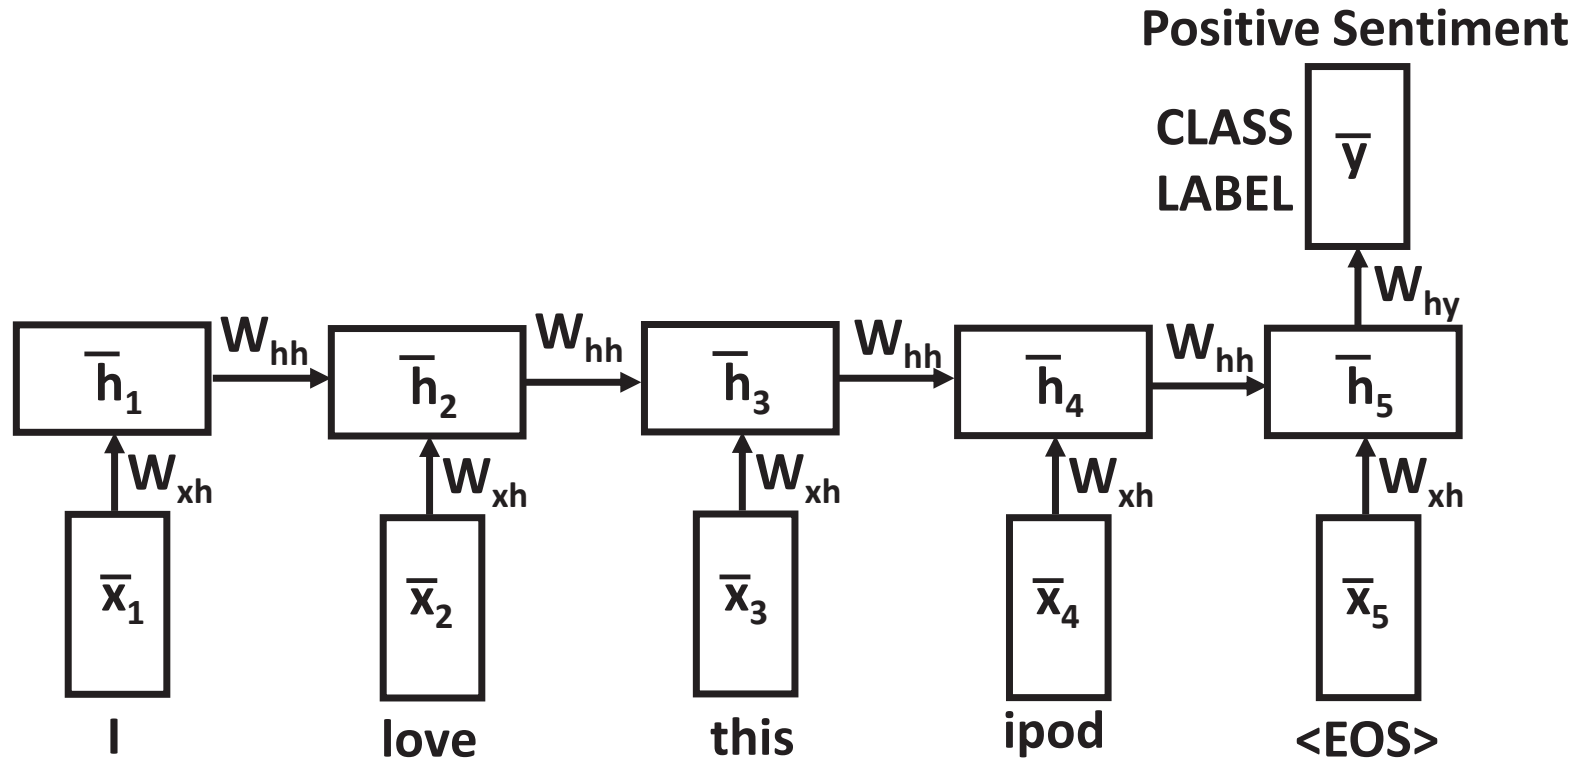 Positive Sentiment
CLASS
LABEL
y̅
W_hy
W_hh W_hh W_hh W_hh
h̅_1 h̅_2 h̅_3 h̅_4 h̅_5
W_xh W_xh W_xh W_xh W_xh
x̅_1 x̅_2 x̅_3 x̅_4 x̅_5
I love this ipod <EOS>